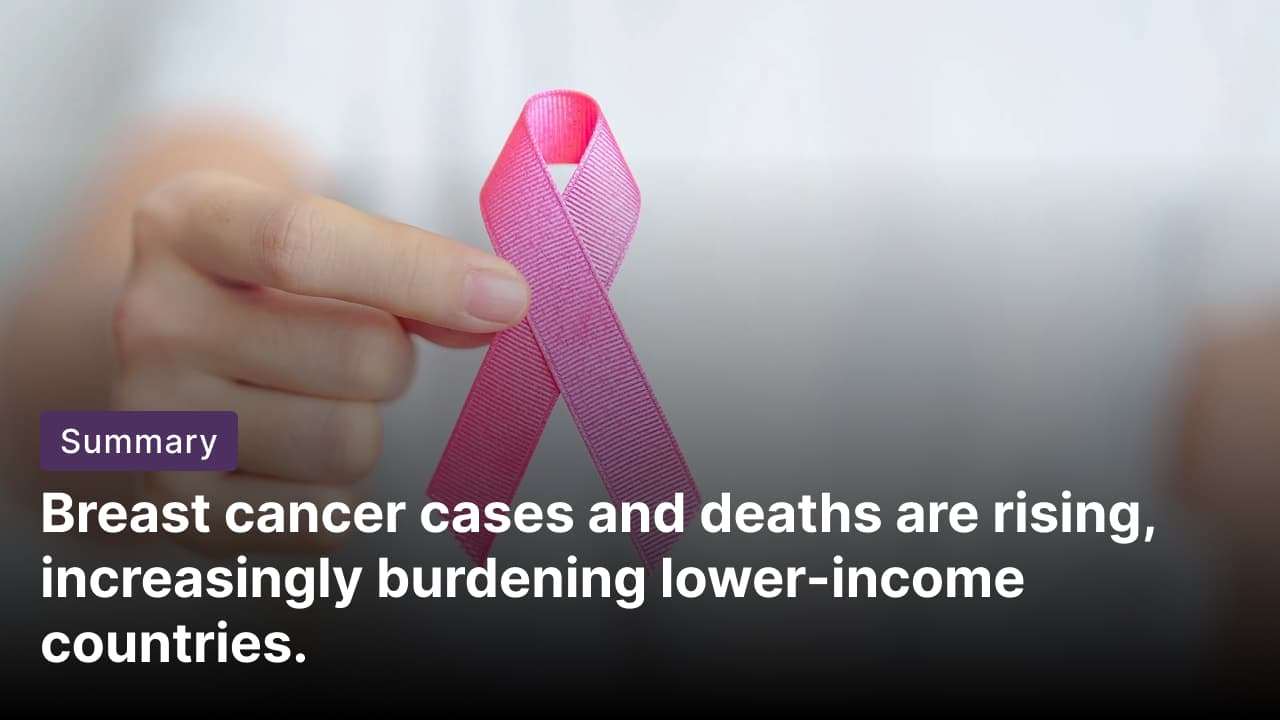 Summary
Breast cancer cases and deaths are rising,
increasingly burdening lower-income
countries.